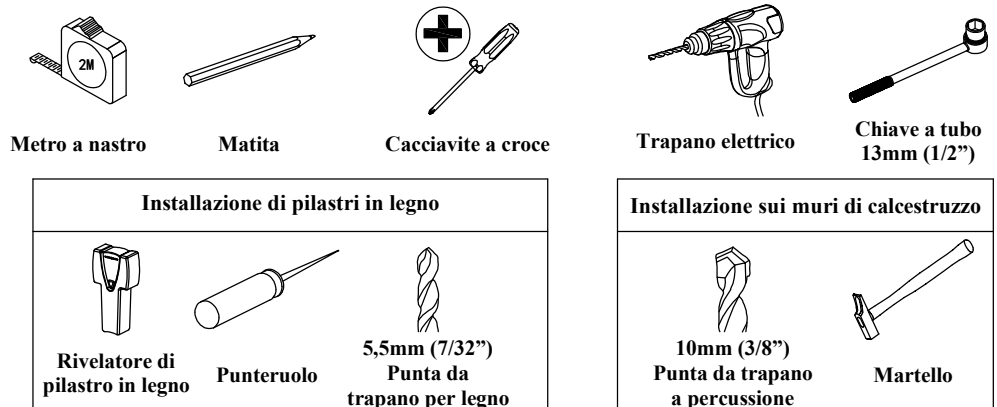 2M
Metro a nastro
Matita
Cacciavite a croce
Trapano elettrico
Chiave a tubo
13mm (1/2”)
Installazione di pilastri in legno
Rivelatore di
pilastro in legno
Punteruolo
5,5mm (7/32”)
Punta da
trapano per legno
Installazione sui muri di calcestruzzo
10mm (3/8”)
Punta da trapano
a percussione
Martello